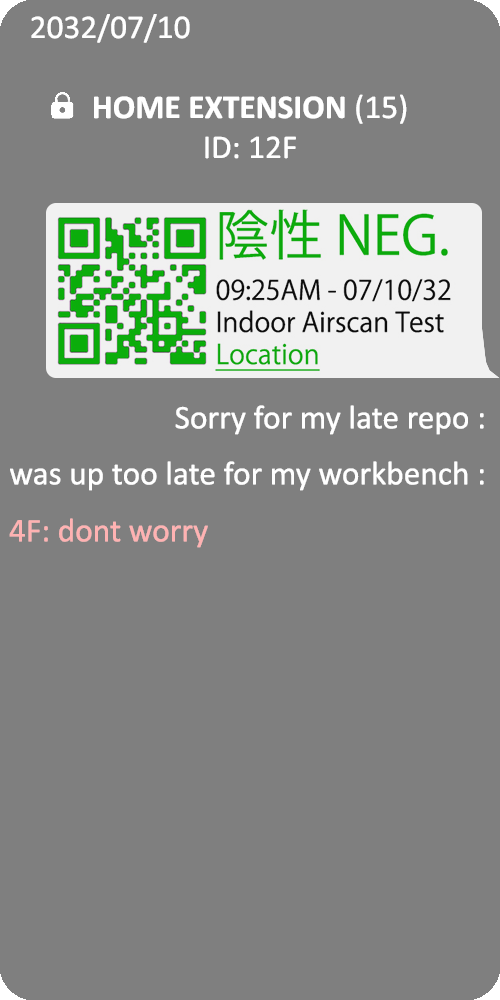 2032/07/10
HOME EXTENSION (15)
ID: 12F
陰性 NEG.
09:25AM - 07/10/32
Indoor Airscan Test
Location
Sorry for my late repo :
was up too late for my workbench :
4F: dont worry